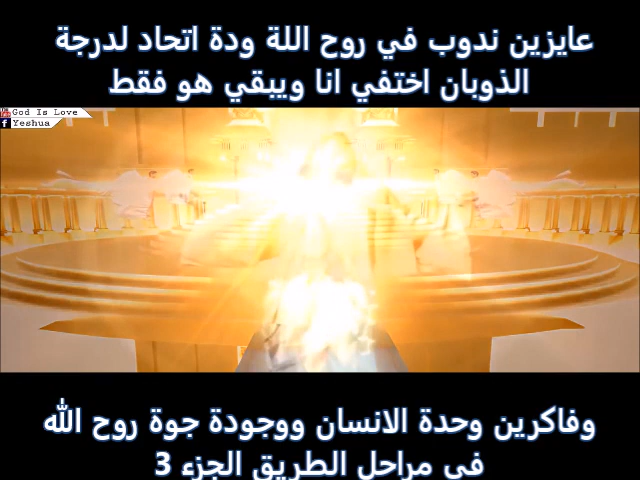 عايزين ندوب في روح اللة ودة اتحاد لدرجة
الذوبان اختفي انا ويبقي هو فقط
God Is Love
Yeshua
وفاكرين وحدة الانسان ووجودة جوة روح الله
في مراحل الطريق الجزء 3